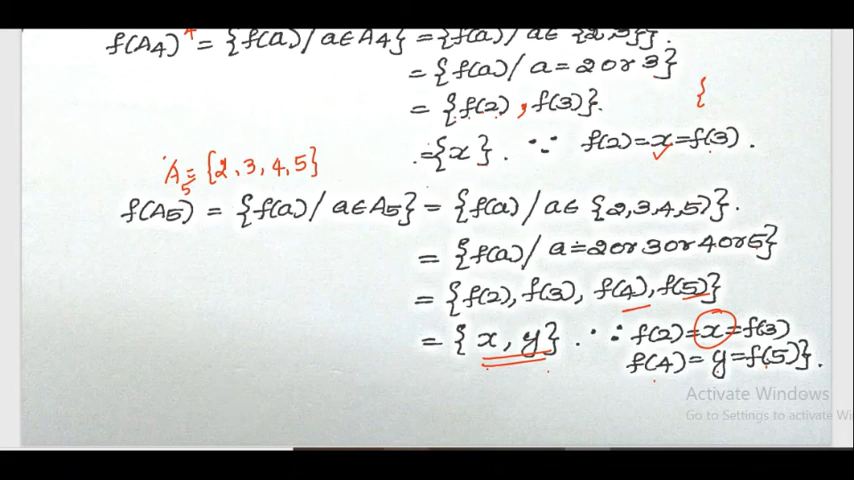 f(A₄)⁴ = {f(a) / a∈A₄} = {f(a) / a∈ {2,3}}.
= {f(a) / a = 2 or 3}
= {f(2), f(3)}. {
= {x}. ∵ f(2)=x=f(3).
A₅ = {2,3,4,5}
f(A₅) = {f(a) / a∈A₅} = {f(a) / a∈ {2,3,4,5)}.
= {f(a) / a=2 or 3 or 4 or 5}
= {f(2), f(3), f(4), f(5)}
= {x, y}. ∵ f(2)=x=f(3)
f(4)= y=f(5)}.
Activate Windows
Go to Settings to activate Win